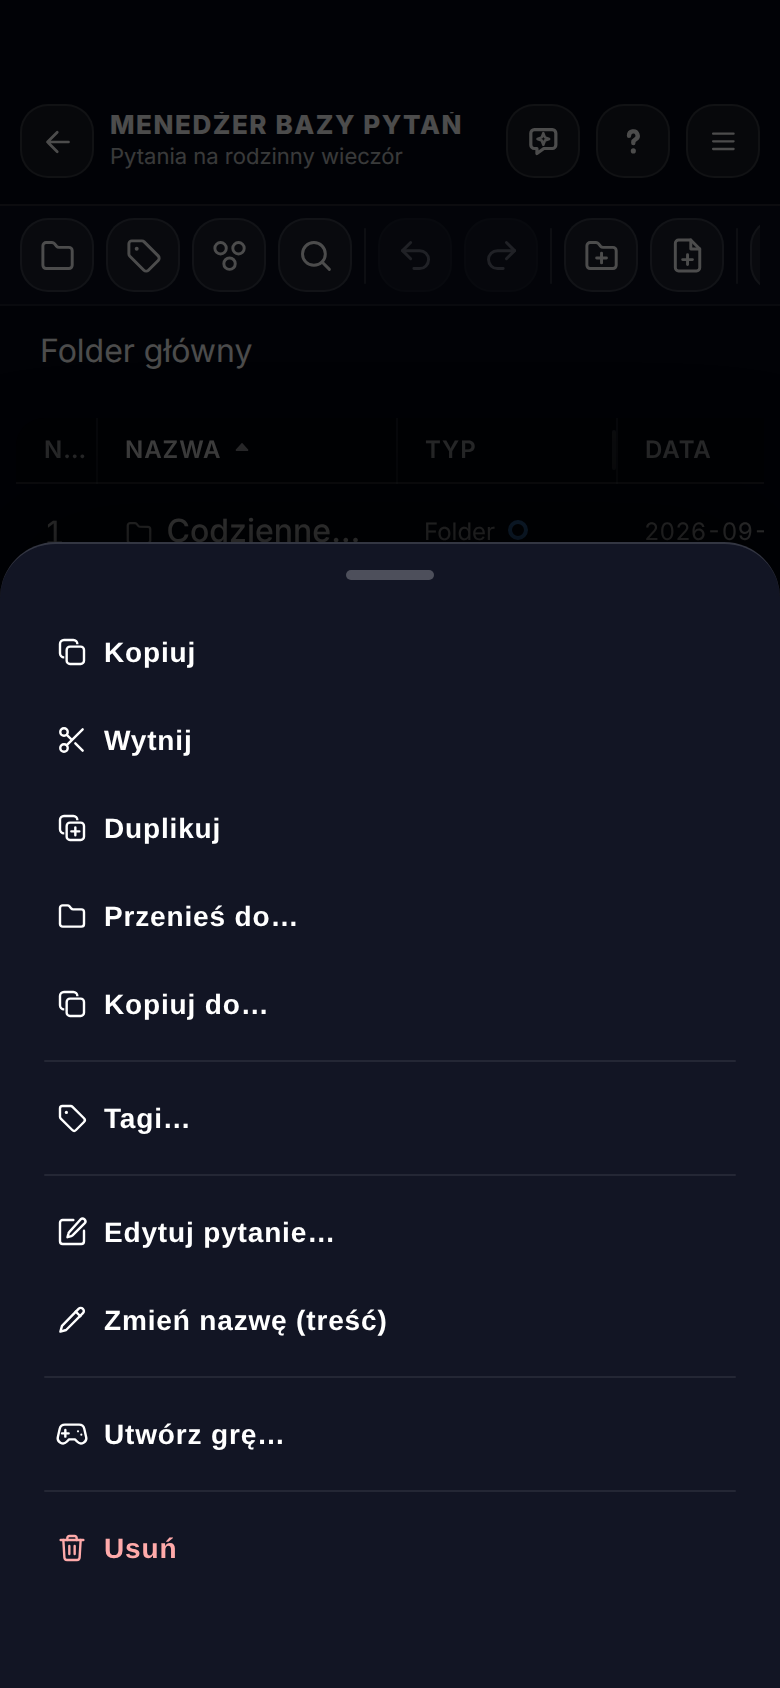 MENEDŻER BAZY PYTAŃ
Pytania na rodzinny wieczór
Folder główny
N... NAZWA TYP DATA
1 Codzienne... Folder 2026-09-
Kopiuj
Wytnij
Duplikuj
Przenieś do...
Kopiuj do...
Tagi...
Edytuj pytanie...
Zmień nazwę (treść)
Utwórz grę...
Usuń